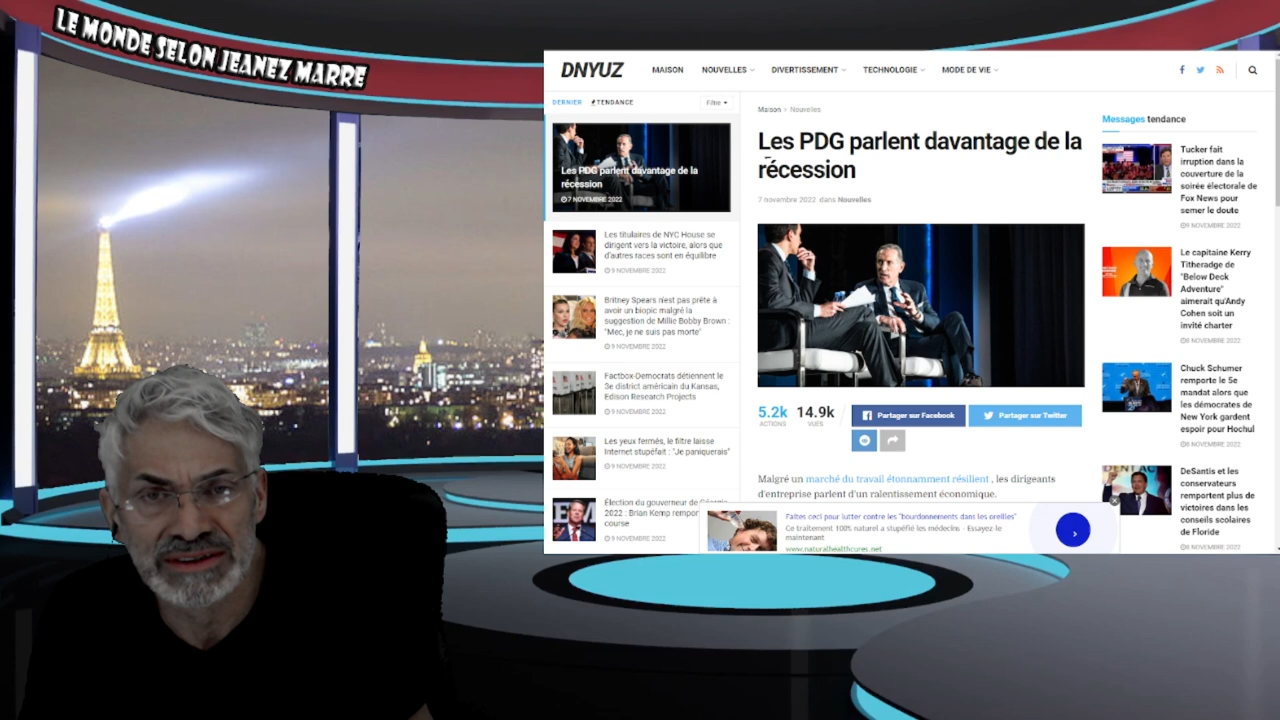 LE MONDE SELON JEANEZ MARRE
DNYUZ
MAISON NOUVELLES DIVERTISSEMENT TECHNOLOGIE MODE DE VIE
DERNIER TENDANCE Filtre
Les PDG parlent davantage de la
récession
7 NOVEMBRE 2022
Les titulaires de NYC House se
dirigent vers la victoire, alors que
d'autres races sont en équilibre
9 NOVEMBRE 2022
Britney Spears n'est pas prête à
avoir un biopic malgré la
suggestion de Millie Bobby Brown :
"Mec, je ne suis pas morte"
9 NOVEMBRE 2022
Factbox-Democrats détiennent le
3e district américain du Kansas,
Edison Research Projects
9 NOVEMBRE 2022
Les yeux fermés, le filtre laisse
Internet stupéfait : "Je paniquerais"
9 NOVEMBRE 2022
Élection du gouverneur de Géorgie
2022 : Brian Kemp rempor
course
9 NOVEMBRE 2022
Maison > Nouvelles
Les PDG parlent davantage de la
récession
7 novembre 2022 dans Nouvelles
5.2k 14.9k
ACTIONS VUES
Partager sur Facebook
Partager sur Twitter
Malgré un marché du travail étonnamment résilient , les dirigeants
d'entreprise parlent d'un ralentissement économique.
Faites ceci pour lutter contre les "bourdonnements dans les oreilles"
Ce traitement 100% naturel a stupéfié les médecins - Essayez le
maintenant
www.naturalhealthcures.net
Messages tendance
Tucker fait
irruption dans la
couverture de la
soirée électorale de
Fox News pour
semer le doute
9 NOVEMBRE 2022
Le capitaine Kerry
Titheradge de
"Below Deck
Adventure"
aimerait qu'Andy
Cohen soit un
invité charter
8 NOVEMBRE 2022
Chuck Schumer
remporte le 5e
mandat alors que
les démocrates de
New York gardent
espoir pour Hochul
8 NOVEMBRE 2022
DeSantis et les
conservateurs
remportent plus de
victoires dans les
conseils scolaires
de Floride
8 NOVEMBRE 2022